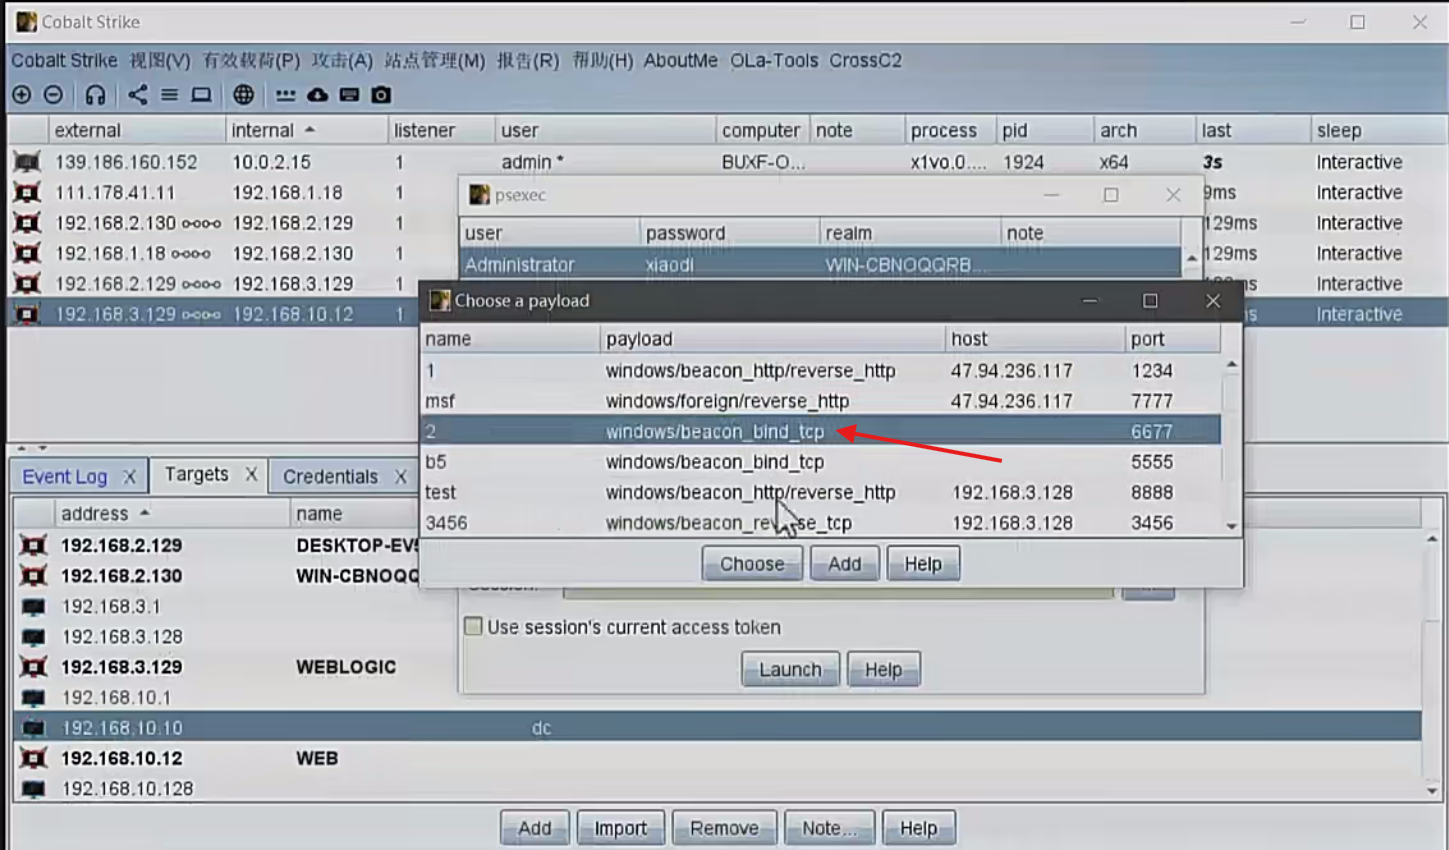 Cobalt Strike
Cobalt Strike 视图(V) 有效载荷(P) 攻击(A) 站点管理(M) 报告(R) 帮助(H) AboutMe OLa-Tools CrossC2
external internal listener user computer note process pid arch last sleep
139.186.160.152 10.0.2.15 1 admin * BUXF-O... x1vo.0.... 1924 x64 3s Interactive
111.178.41.11 192.168.1.18 1 9ms Interactive
192.168.2.130 192.168.2.129 1 129ms Interactive
192.168.1.18 192.168.2.130 1 129ms Interactive
192.168.2.129 192.168.3.129 1 Interactive
192.168.3.129 192.168.10.12 1 Interactive
psexec
user password realm note
Administrator xiaodi WIN-CBNOQQRB...
Choose a payload
name payload host port
1 windows/beacon_http/reverse_http 47.94.236.117 1234
msf windows/foreign/reverse_http 47.94.236.117 7777
2 windows/beacon_bind_tcp 6677
b5 windows/beacon_bind_tcp 5555
test windows/beacon_http/reverse_http 192.168.3.128 8888
3456 windows/beacon_reverse_tcp 192.168.3.128 3456
Choose Add Help
Use session's current access token
Launch Help
Event Log X Targets X Credentials X
address name
192.168.2.129 DESKTOP-EV
192.168.2.130 WIN-CBNOQQ
192.168.3.1
192.168.3.128
192.168.3.129 WEBLOGIC
192.168.10.1
192.168.10.10 dc
192.168.10.12 WEB
192.168.10.128
Add Import Remove Note... Help